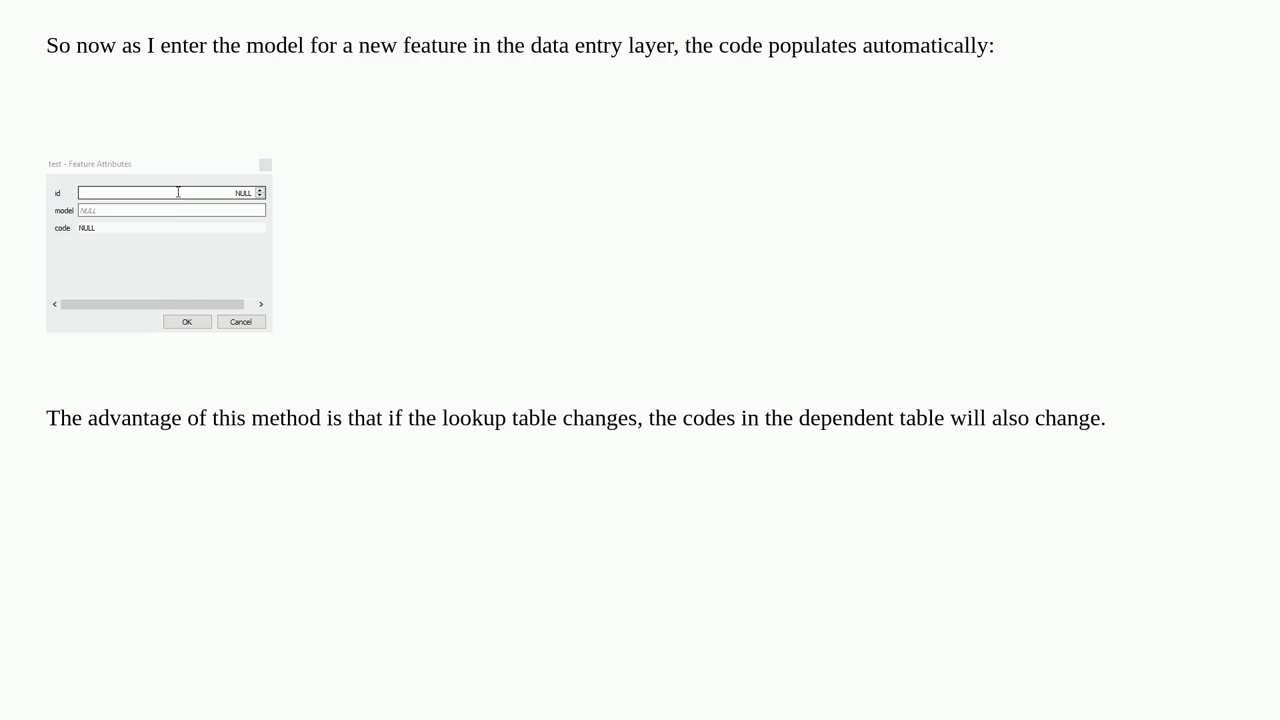 So now as I enter the model for a new feature in the data entry layer, the code populates automatically:
test - Feature Attributes
id NULL
model NULL
code NULL
OK Cancel
The advantage of this method is that if the lookup table changes, the codes in the dependent table will also change.